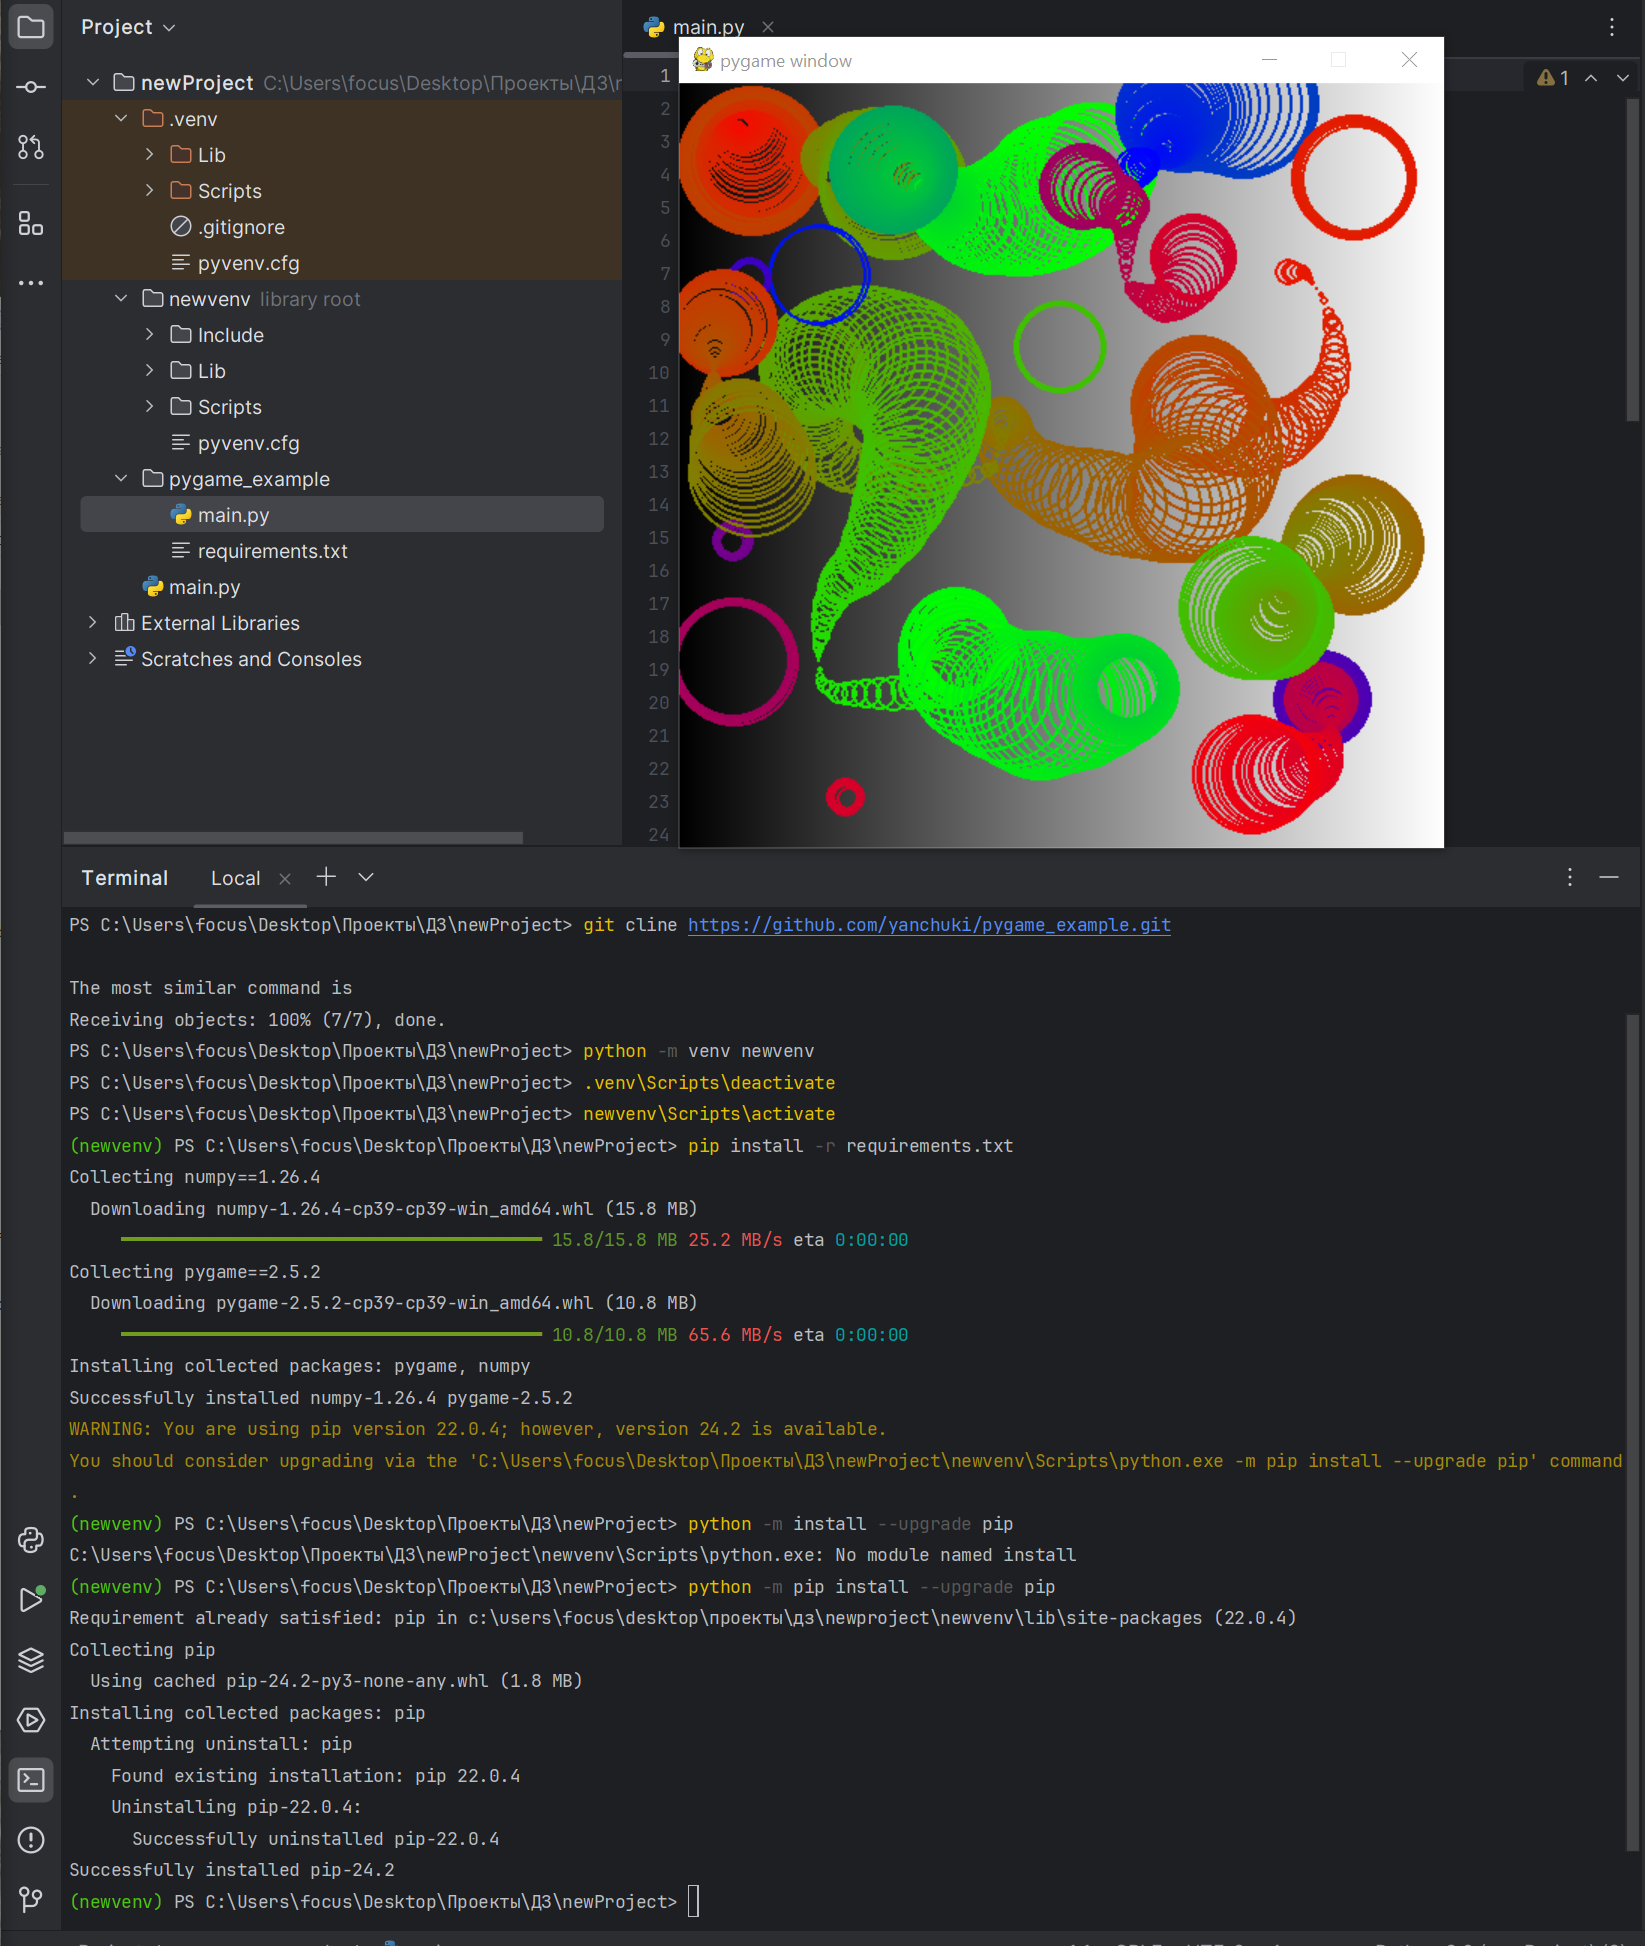 Project
main.py
pygame window
newProject C:\Users\focus\Desktop\Проекты\ДЗ\r
.venv
Lib
Scripts
.gitignore
pyvenv.cfg
newvenv library root
Include
Lib
Scripts
pyvenv.cfg
pygame_example
main.py
requirements.txt
main.py
External Libraries
Scratches and Consoles
1
2
3
4
5
6
7
8
9
10
11
12
13
14
15
16
17
18
19
20
21
22
23
24
1
Terminal Local
PS C:\Users\focus\Desktop\Проекты\ДЗ\newProject> git cline https://github.com/yanchuki/pygame_example.git
The most similar command is
Receiving objects: 100% (7/7), done.
PS C:\Users\focus\Desktop\Проекты\ДЗ\newProject> python -m venv newvenv
PS C:\Users\focus\Desktop\Проекты\ДЗ\newProject> .venv\Scripts\deactivate
PS C:\Users\focus\Desktop\Проекты\ДЗ\newProject> newvenv\Scripts\activate
(newvenv) PS C:\Users\focus\Desktop\Проекты\ДЗ\newProject> pip install -r requirements.txt
Collecting numpy==1.26.4
Downloading numpy-1.26.4-cp39-cp39-win_amd64.whl (15.8 MB)
15.8/15.8 MB 25.2 MB/s eta 0:00:00
Collecting pygame==2.5.2
Downloading pygame-2.5.2-cp39-cp39-win_amd64.whl (10.8 MB)
10.8/10.8 MB 65.6 MB/s eta 0:00:00
Installing collected packages: pygame, numpy
Successfully installed numpy-1.26.4 pygame-2.5.2
WARNING: You are using pip version 22.0.4; however, version 24.2 is available.
You should consider upgrading via the 'C:\Users\focus\Desktop\Проекты\ДЗ\newProject\newvenv\Scripts\python.exe -m pip install --upgrade pip' command
.
(newvenv) PS C:\Users\focus\Desktop\Проекты\ДЗ\newProject> python -m install --upgrade pip
C:\Users\focus\Desktop\Проекты\ДЗ\newProject\newvenv\Scripts\python.exe: No module named install
(newvenv) PS C:\Users\focus\Desktop\Проекты\ДЗ\newProject> python -m pip install --upgrade pip
Requirement already satisfied: pip in c:\users\focus\desktop\проекты\дз\newproject\newvenv\lib\site-packages (22.0.4)
Collecting pip
Using cached pip-24.2-py3-none-any.whl (1.8 MB)
Installing collected packages: pip
Attempting uninstall: pip
Found existing installation: pip 22.0.4
Uninstalling pip-22.0.4:
Successfully uninstalled pip-22.0.4
Successfully installed pip-24.2
(newvenv) PS C:\Users\focus\Desktop\Проекты\ДЗ\newProject>